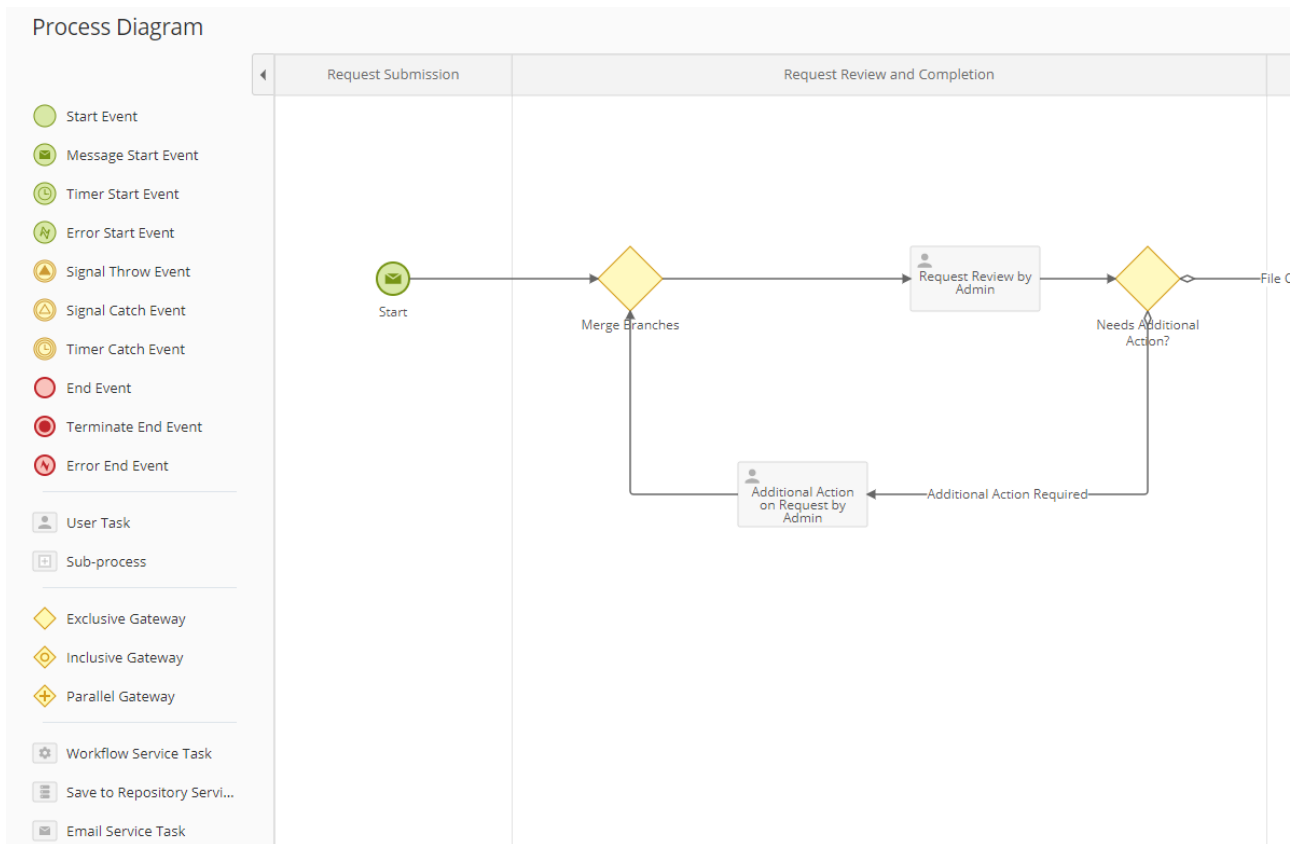 Process Diagram
Request Submission
Request Review and Completion
Start Event
Message Start Event
Timer Start Event
Error Start Event
Signal Throw Event
Signal Catch Event
Timer Catch Event
End Event
Terminate End Event
Error End Event
User Task
Sub-process
Exclusive Gateway
Inclusive Gateway
Parallel Gateway
Workflow Service Task
Save to Repository Servi...
Email Service Task
Start
Merge Branches
Request Review by
Admin
Needs Additional
Action?
File
Additional Action
on Request by
Admin
Additional Action Required